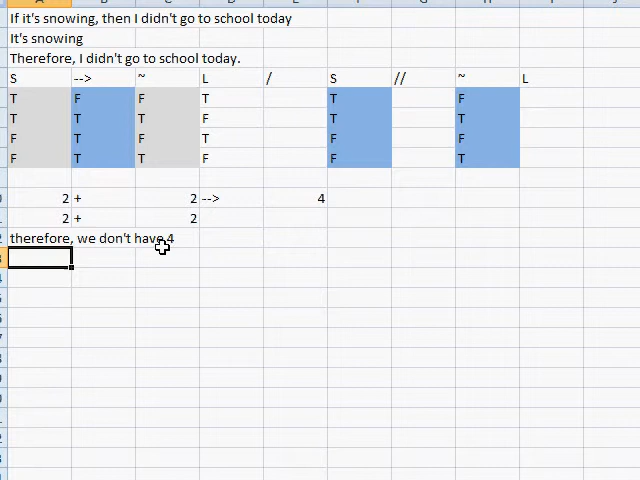 If it's snowing, then I didn't go to school today
It's snowing
Therefore, I didn't go to school today.
S --> ~ L / S // ~ L
T F F T T F
T T T F T T
F T F T F F
F T T F F T
2 + 2 --> 4
2 + 2
therefore, we don't have 4